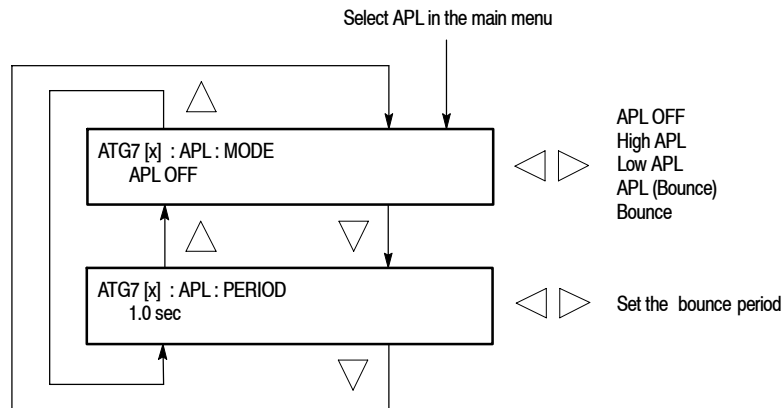 Select APL in the main menu
ATG7 [x] : APL : MODE
APL OFF
APL OFF
High APL
Low APL
APL (Bounce)
Bounce
ATG7 [x] : APL : PERIOD
1.0 sec
Set the bounce period